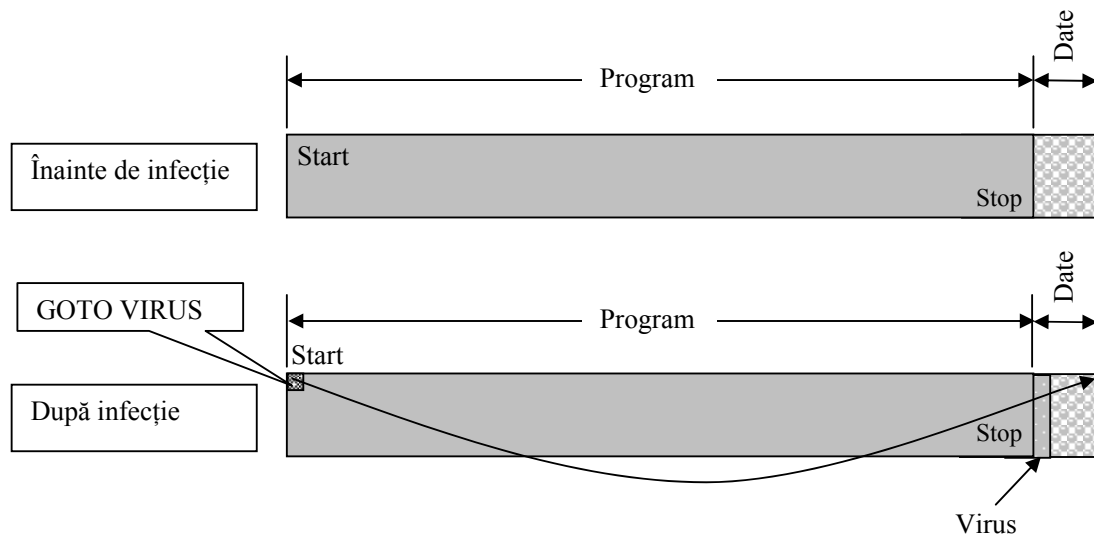 Date
Program
Înainte de infecție
Start
Stop
Date
GOTO VIRUS
Program
Start
După infecție
Stop
Virus